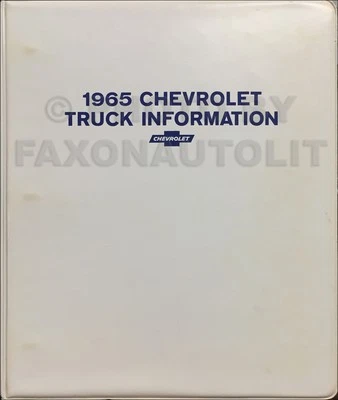 1965 CHEVROLET
TRUCK INFORMATION
CHEVROLET
FAXONAUTOLIT